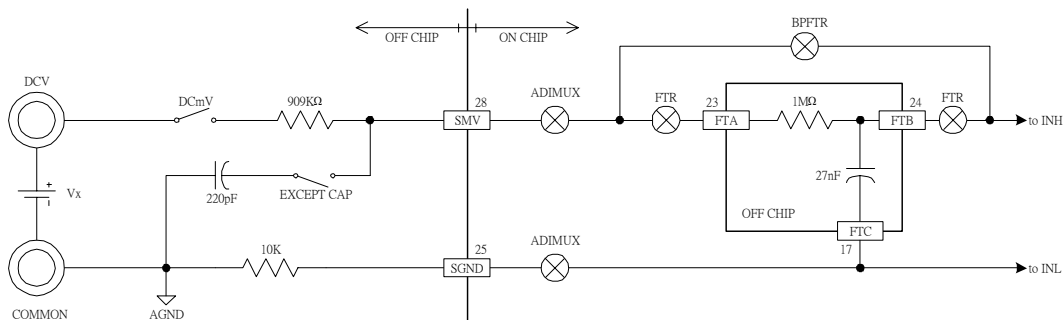 OFF CHIP ON CHIP
BPFTR
DCV
DCmV
909KΩ
28
SMV
ADIMUX
FTR
23
FTA
1MΩ
24
FTB
FTR
to INH
+
Vx
-
220pF
EXCEPT CAP
27nF
OFF CHIP
FTC
17
10K
25
SGND
ADIMUX
to INL
COMMON
AGND